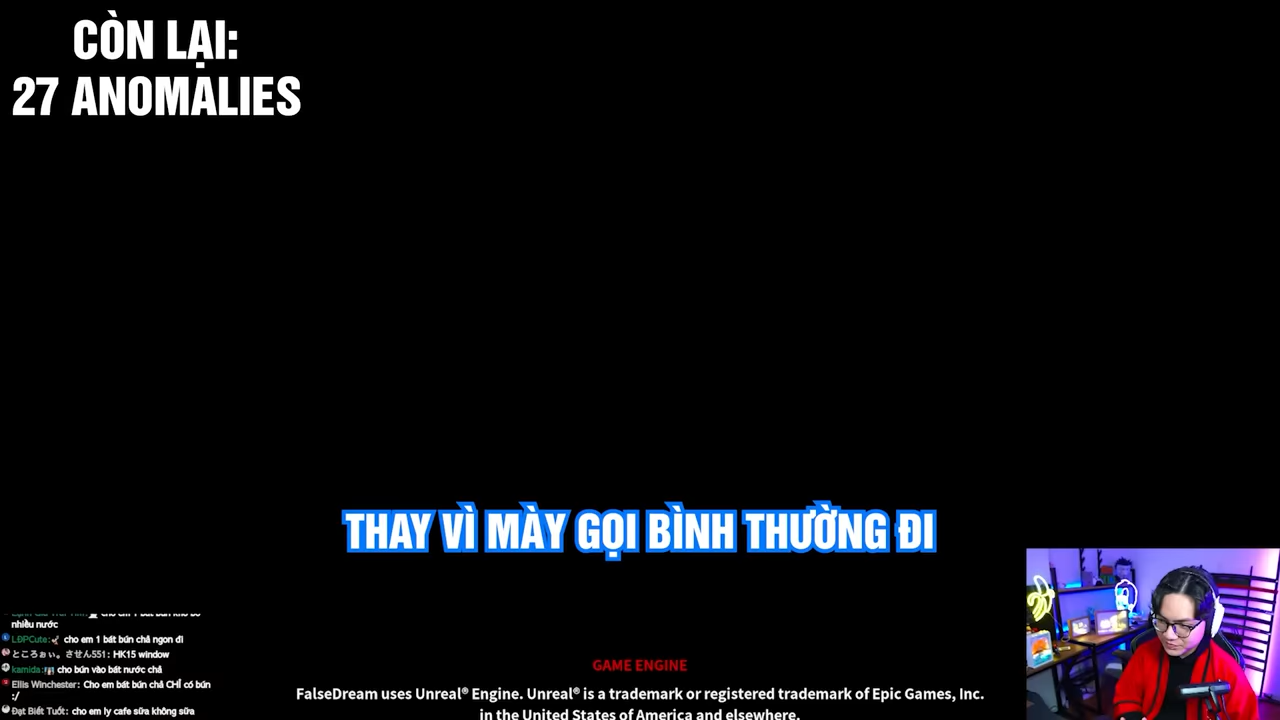 CÒN LẠI:
27 ANOMALIES
THAY VÌ MÀY GỌI BÌNH THƯỜNG ĐI
nhiều nước
LĐPCute: cho em 1 bát bún chả ngon đi
ところぉぃ。させん551: HK15 window
kamida: cho bún vào bát nước chả
Ellis Winchester: Cho em bát bún chả CHỈ có bún
:/
Đạt Biết Tuốt: cho em ly cafe sữa không sữa
GAME ENGINE
FalseDream uses Unreal® Engine. Unreal® is a trademark or registered trademark of Epic Games, Inc.
in the United States of America and elsewhere.